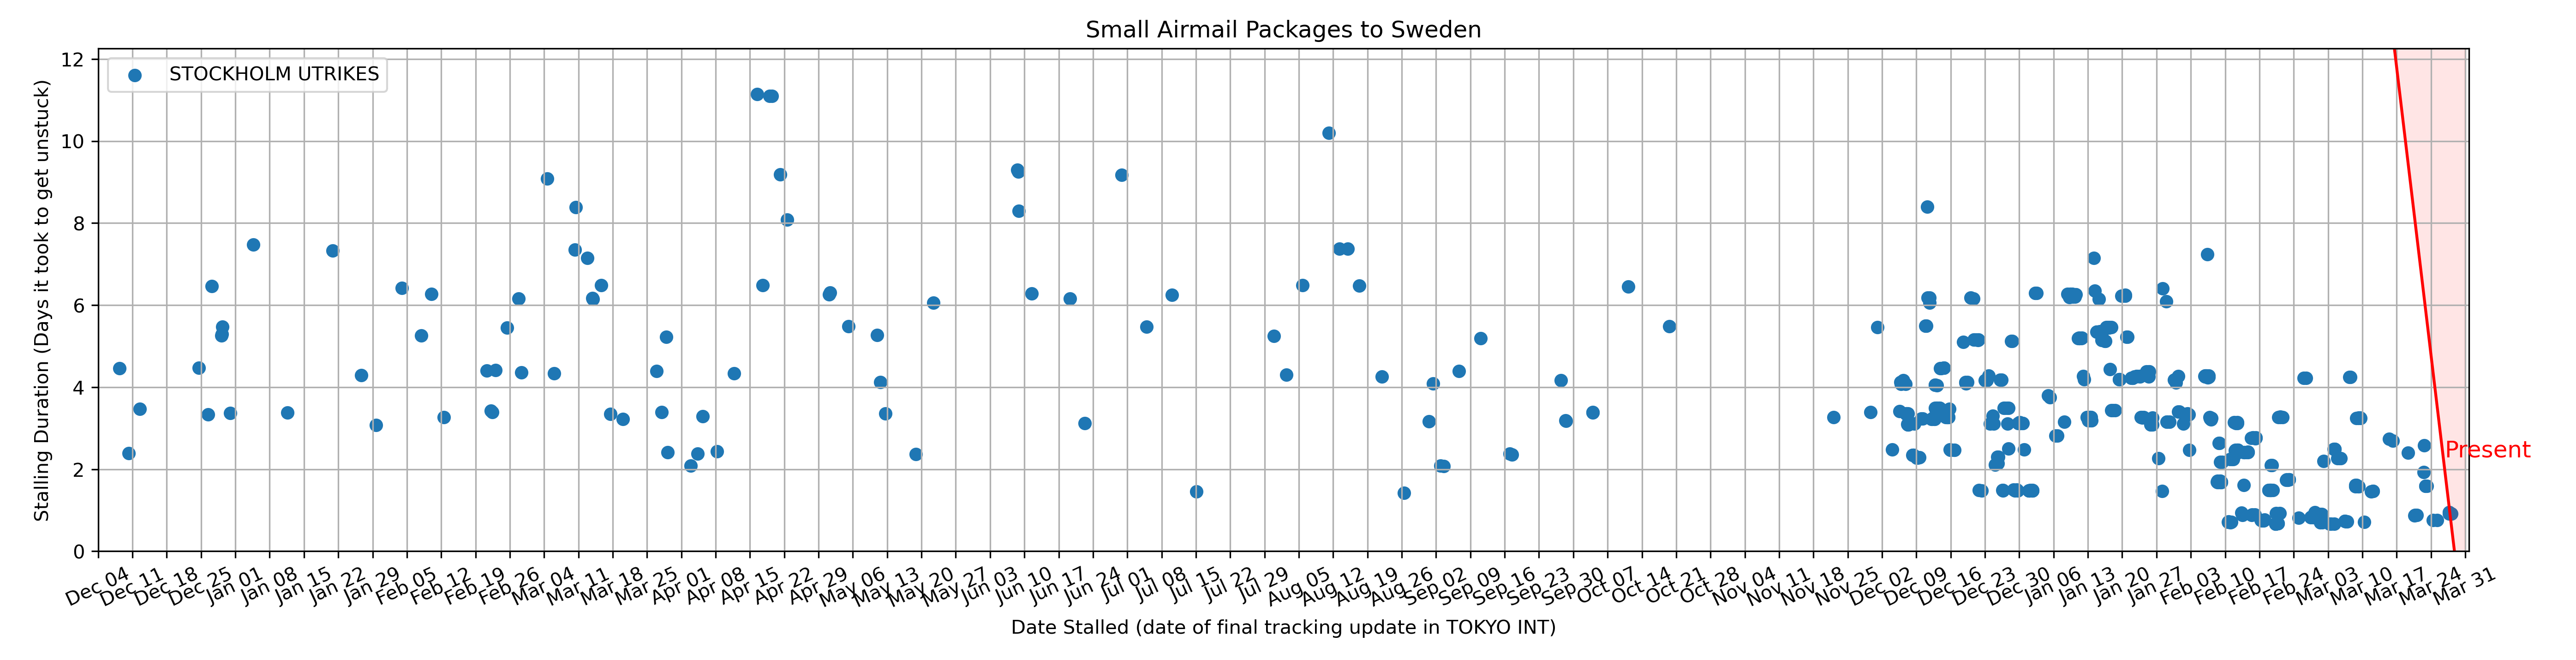 Small Airmail Packages to Sweden
STOCKHOLM UTRIKES
Stalling Duration (Days it took to get unstuck)
12
10
8
6
4
2
0
Present
Dec 04
Dec 11
Dec 18
Dec 25
Jan 01
Jan 08
Jan 15
Jan 22
Jan 29
Feb 05
Feb 12
Feb 19
Feb 26
Mar 04
Mar 11
Mar 18
Mar 25
Apr 01
Apr 08
Apr 15
Apr 22
Apr 29
May 06
May 13
May 20
May 27
Jun 03
Jun 10
Jun 17
Jun 24
Jul 01
Jul 08
Jul 15
Jul 22
Jul 29
Aug 05
Aug 12
Aug 19
Aug 26
Sep 02
Sep 09
Sep 16
Sep 23
Sep 30
Oct 07
Oct 14
Oct 21
Oct 28
Nov 04
Nov 11
Nov 18
Nov 25
Dec 02
Dec 09
Dec 16
Dec 23
Dec 30
Jan 06
Jan 13
Jan 20
Jan 27
Feb 03
Feb 10
Feb 17
Feb 24
Mar 03
Mar 10
Mar 17
Mar 24
Mar 31
Date Stalled (date of final tracking update in TOKYO INT)